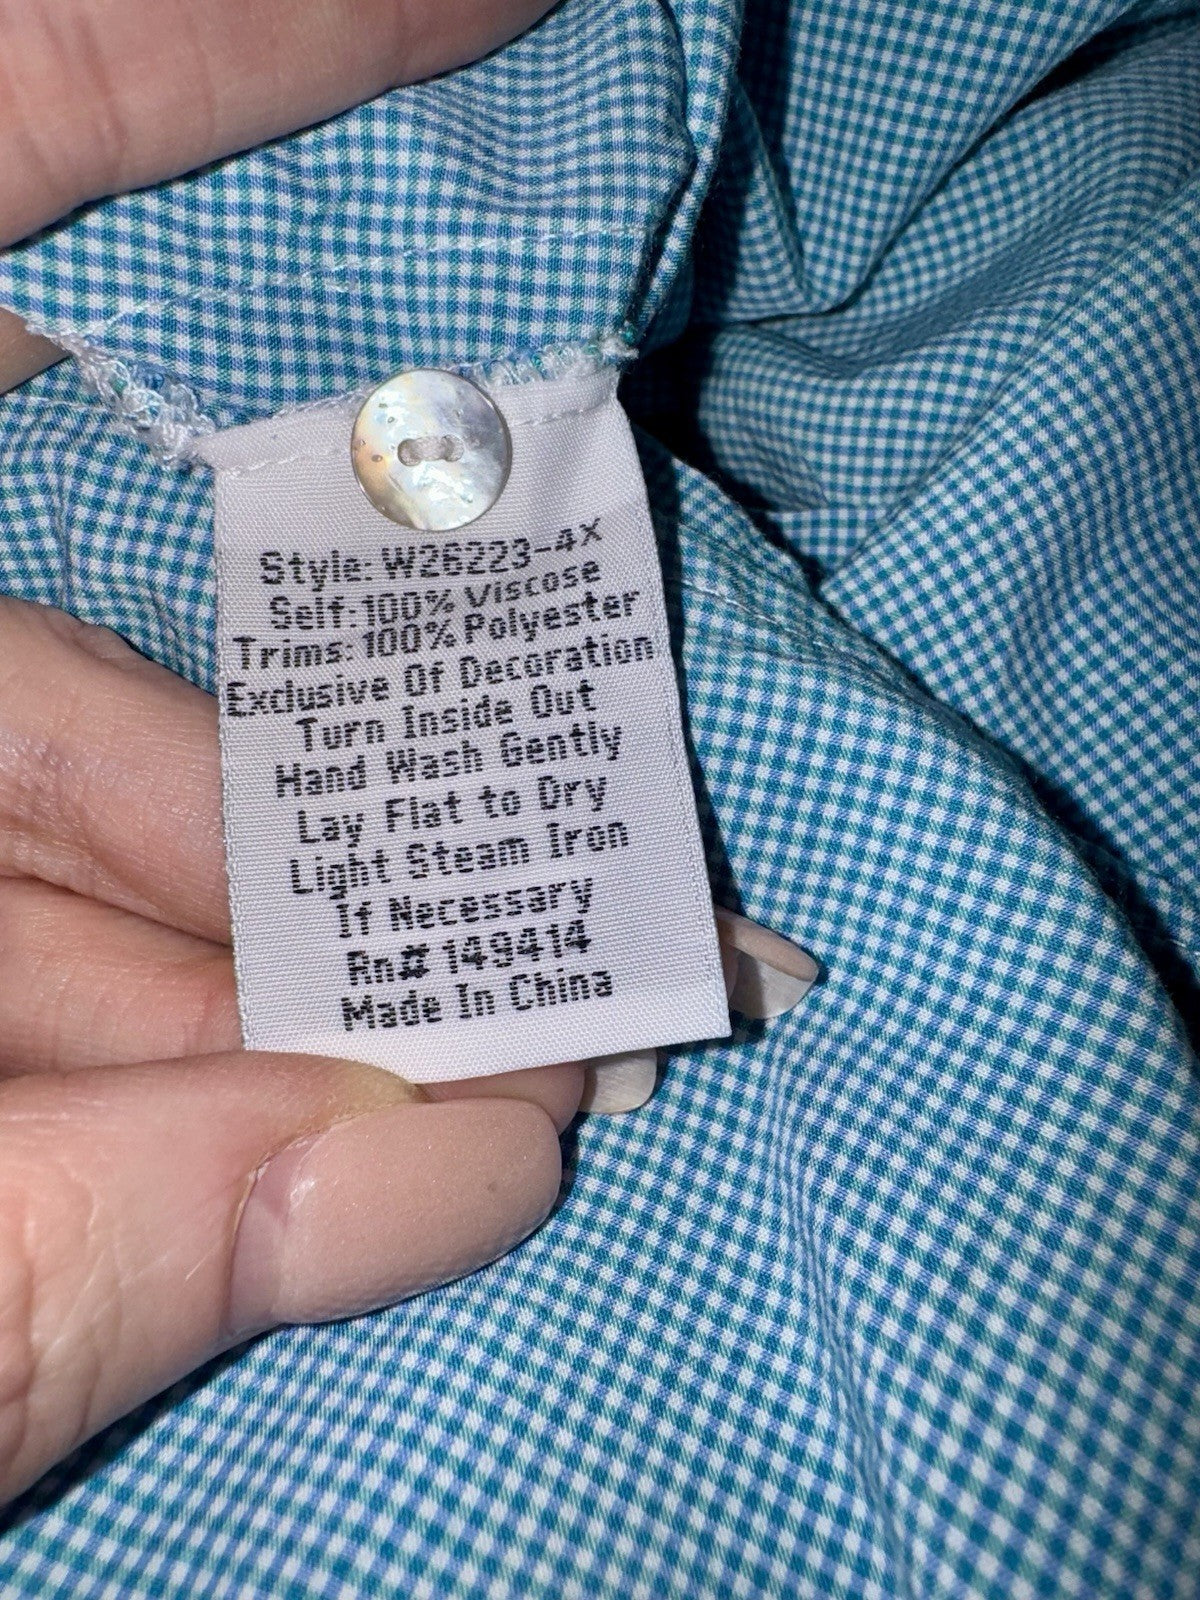 Style: W26223-4X
Self: 100% Viscose
Trims: 100% Polyester
Exclusive Of Decoration
Turn Inside Out
Hand Wash Gently
Lay Flat to Dry
Light Steam Iron
If Necessary
Rn# 149414
Made In China